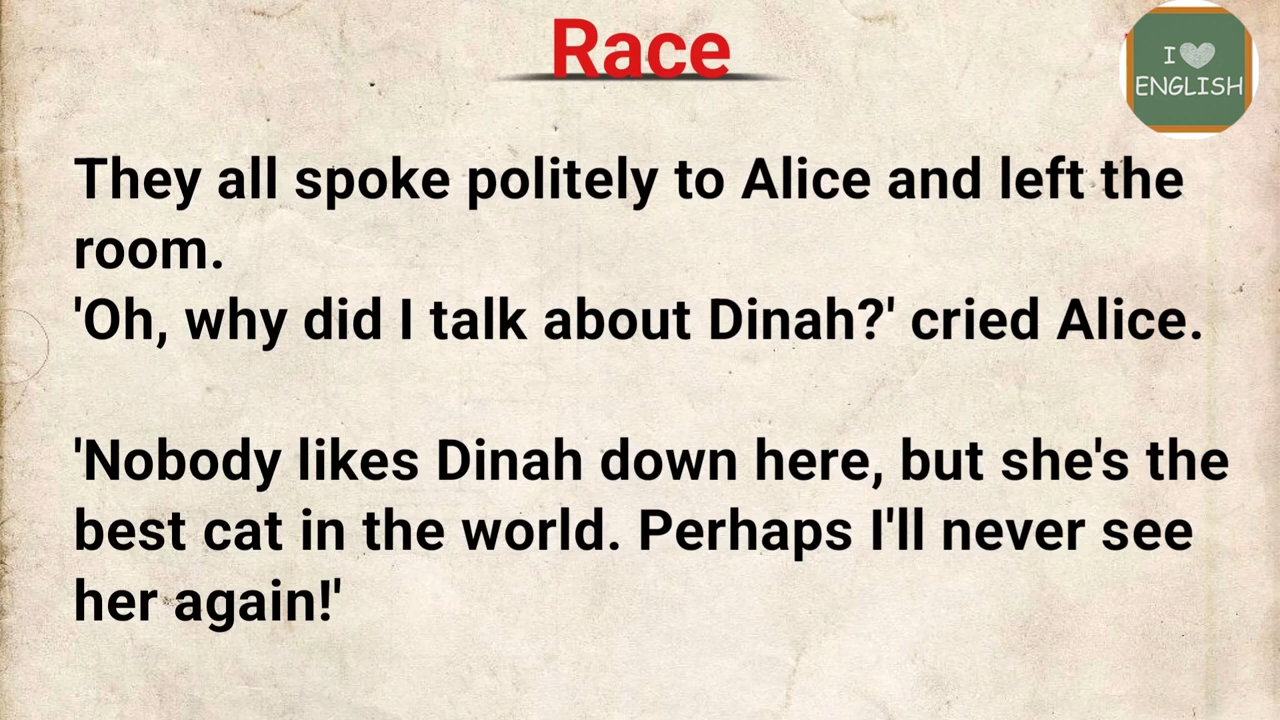 Race
I
ENGLISH
They all spoke politely to Alice and left the
room.
'Oh, why did I talk about Dinah?' cried Alice.
'Nobody likes Dinah down here, but she's the
best cat in the world. Perhaps I'll never see
her again!'